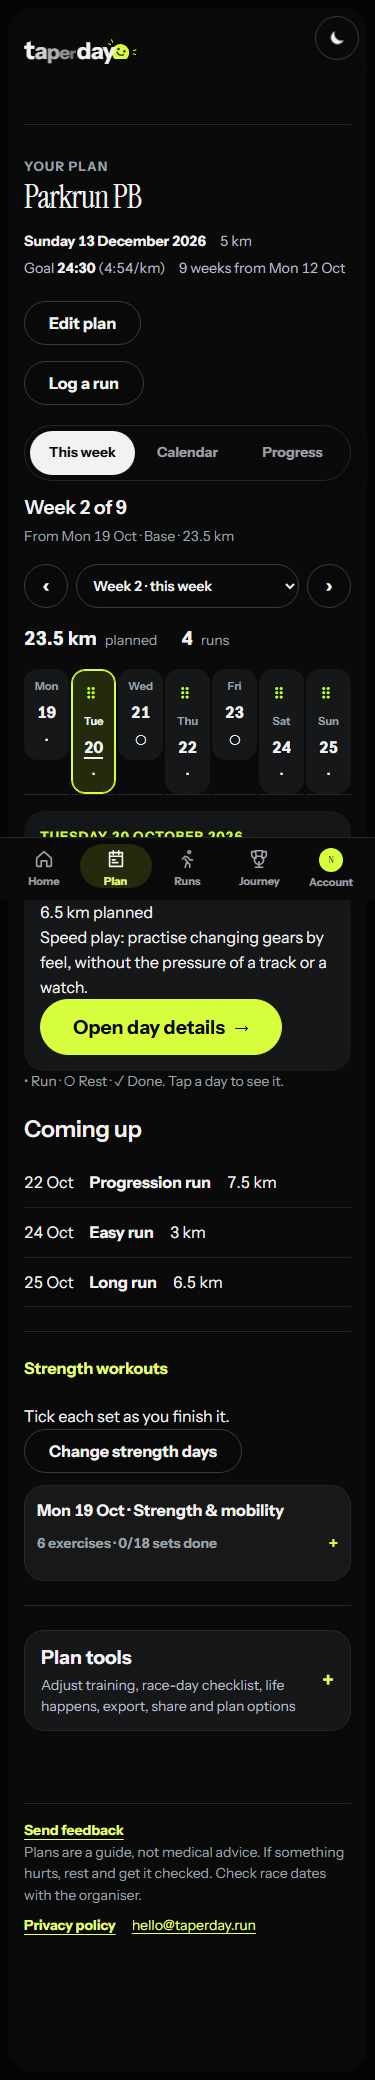 taperday
YOUR PLAN
Parkrun PB
Sunday 13 December 2026 5 km
Goal 24:30 (4:54/km) 9 weeks from Mon 12 Oct
Edit plan
Log a run
This week Calendar Progress
Week 2 of 9
From Mon 19 Oct · Base · 23.5 km
‹ Week 2 · this week ›
23.5 km planned 4 runs
Mon 19 ·
Tue 20 ·
Wed 21 ○
Thu 22 ·
Fri 23 ○
Sat 24 ·
Sun 25 ·
TUESDAY 20 OCTOBER 2026
Home Plan Runs Journey N Account
6.5 km planned
Speed play: practise changing gears by
feel, without the pressure of a track or a
watch.
Open day details →
· Run · ○ Rest · ✓ Done. Tap a day to see it.
Coming up
22 Oct Progression run 7.5 km
24 Oct Easy run 3 km
25 Oct Long run 6.5 km
Strength workouts
Tick each set as you finish it.
Change strength days
Mon 19 Oct · Strength & mobility
6 exercises · 0/18 sets done +
Plan tools
Adjust training, race-day checklist, life
happens, export, share and plan options
+
Send feedback
Plans are a guide, not medical advice. If something
hurts, rest and get it checked. Check race dates
with the organiser.
Privacy policy hello@taperday.run